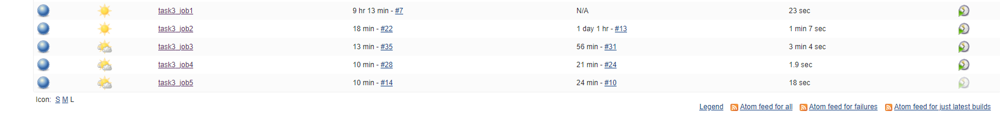 task3_job1 9 hr 13 min - #7 N/A 23 sec
task3_job2 18 min - #22 1 day 1 hr - #13 1 min 7 sec
task3_job3 13 min - #35 56 min - #31 3 min 4 sec
task3_job4 10 min - #28 21 min - #24 1.9 sec
task3_job5 10 min - #14 24 min - #10 18 sec
Icon: S M L
Legend Atom feed for all Atom feed for failures Atom feed for just latest builds